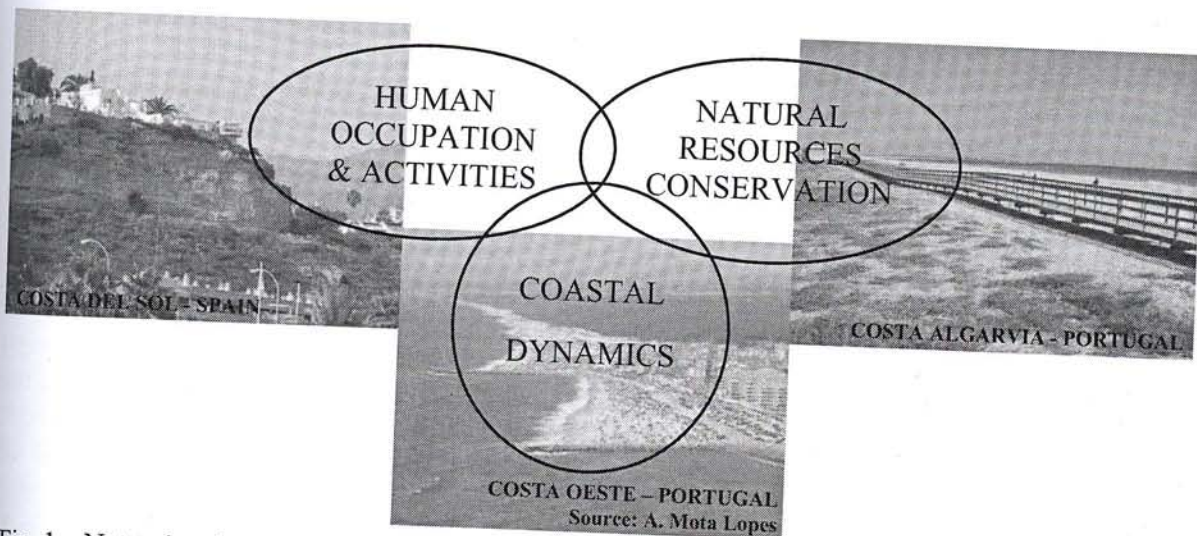 HUMAN
OCCUPATION
& ACTIVITIES
NATURAL
RESOURCES
CONSERVATION
COASTAL
DYNAMICS
COSTA DEL SOL - SPAIN
COSTA ALGARVIA - PORTUGAL
COSTA OESTE – PORTUGAL
Source: A. Mota Lopes